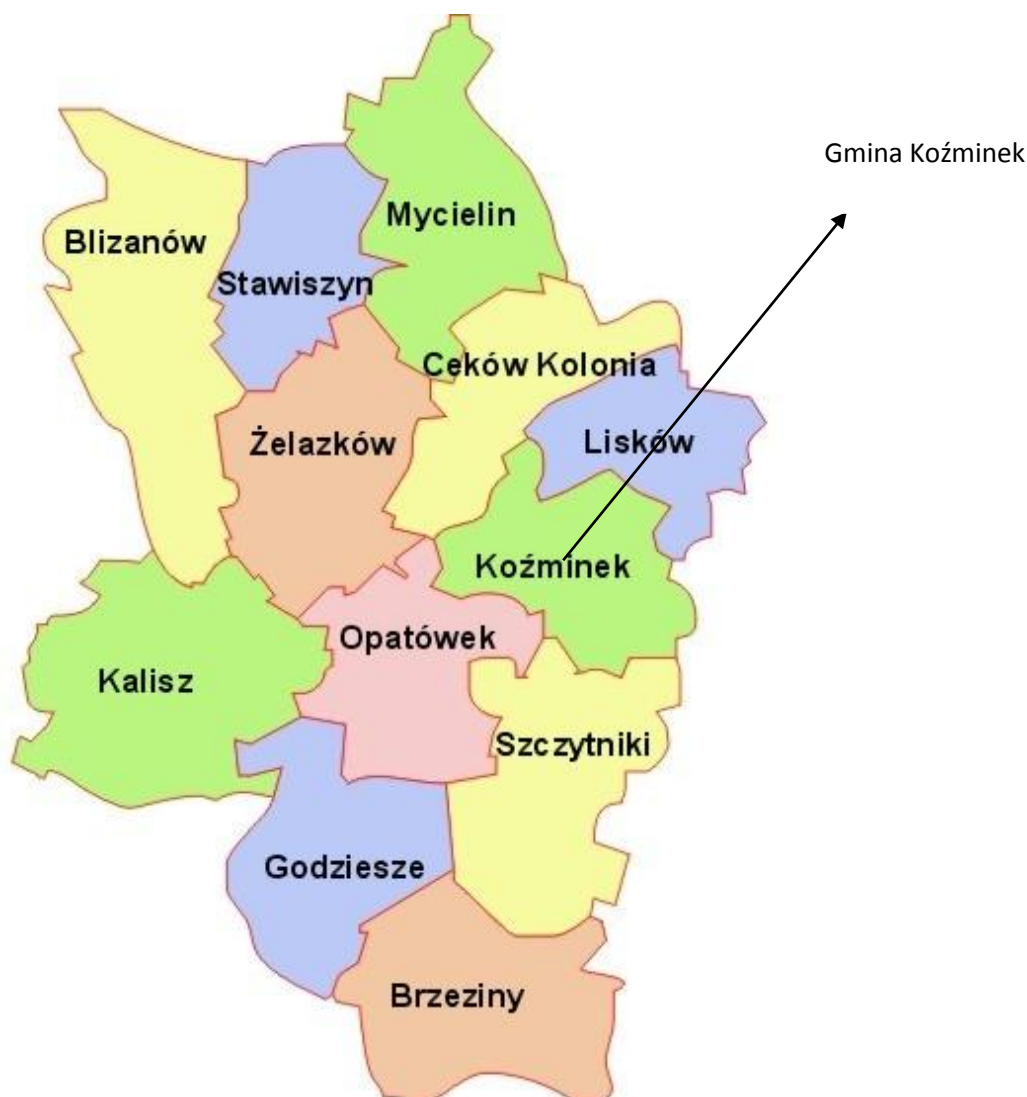 Gmina Koźminek
Mycielin
Blizanów
Stawiszyn
Ceków Kolonia
Żelazków
Lisków
Koźminek
Opatówek
Kalisz
Szczytniki
Godziesze
Brzeziny